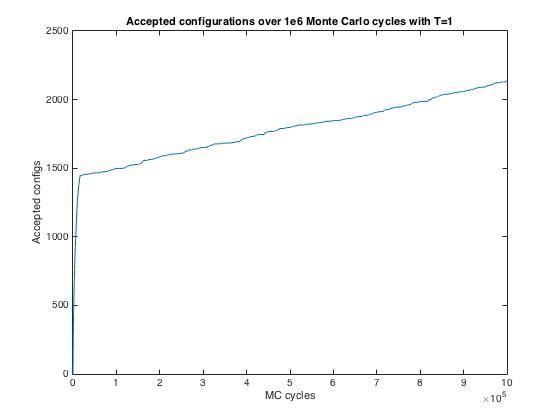 Accepted configurations over 1e6 Monte Carlo cycles with T=1
2500
2000
1500
1000
500
0
Accepted configs
0 1 2 3 4 5 6 7 8 9 10
MC cycles
×10^5